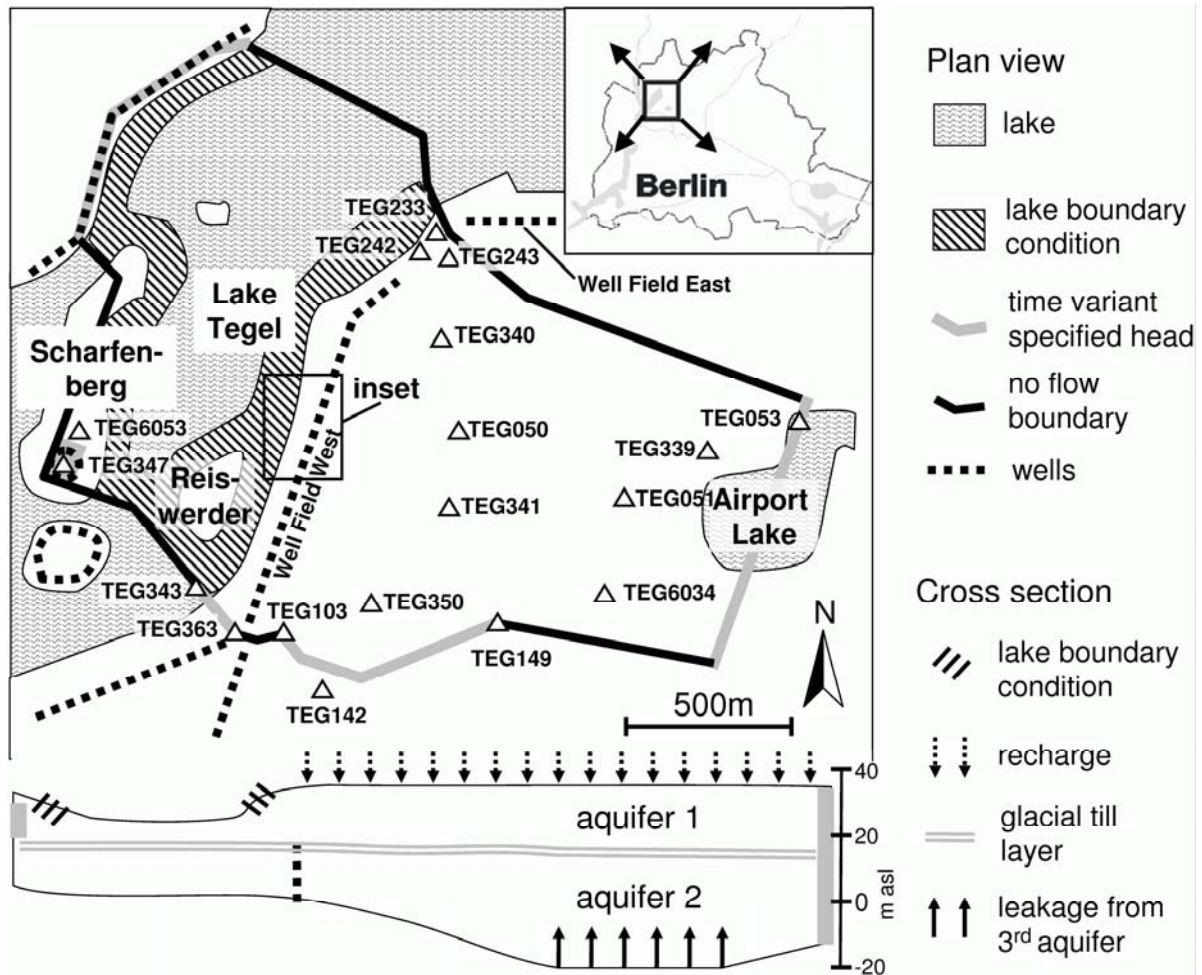 Berlin
TEG233
TEG242
TEG243
Well Field East
Lake
Tegel
TEG340
Scharfen-
berg
inset
TEG6053
TEG347
TEG050
TEG053
TEG339
Reis-
werder
Well Field West
TEG341
TEG051
Airport
Lake
TEG343
TEG103
TEG350
TEG6034
TEG363
TEG149
N
TEG142
500m
Plan view
lake
lake boundary
condition
time variant
specified head
no flow
boundary
wells
Cross section
lake boundary
condition
recharge
glacial till
layer
leakage from
3rd aquifer
40
aquifer 1
20
m asl
aquifer 2
0
-20